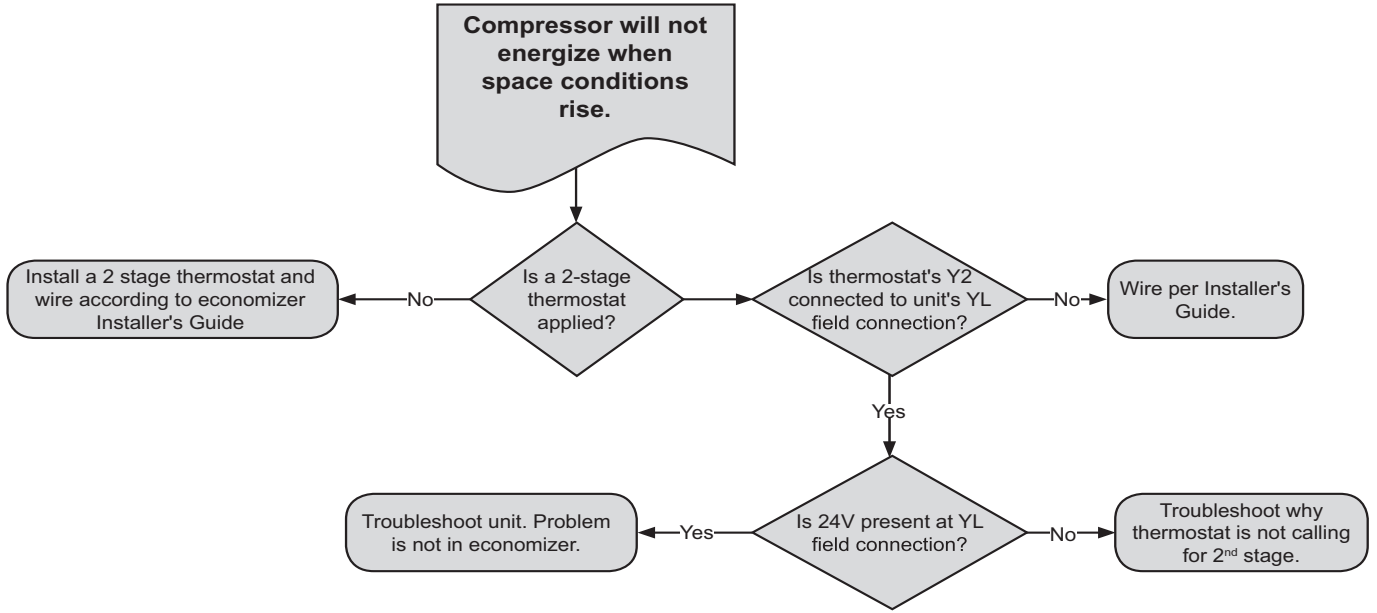 Compressor will not
energize when
space conditions
rise.
Install a 2 stage thermostat and
wire according to economizer
Installer's Guide
No
Is a 2-stage
thermostat
applied?
Is thermostat's Y2
connected to unit's YL
field connection?
No
Wire per Installer's
Guide.
Yes
Troubleshoot unit. Problem
is not in economizer.
Yes
Is 24V present at YL
field connection?
No
Troubleshoot why
thermostat is not calling
for 2nd stage.